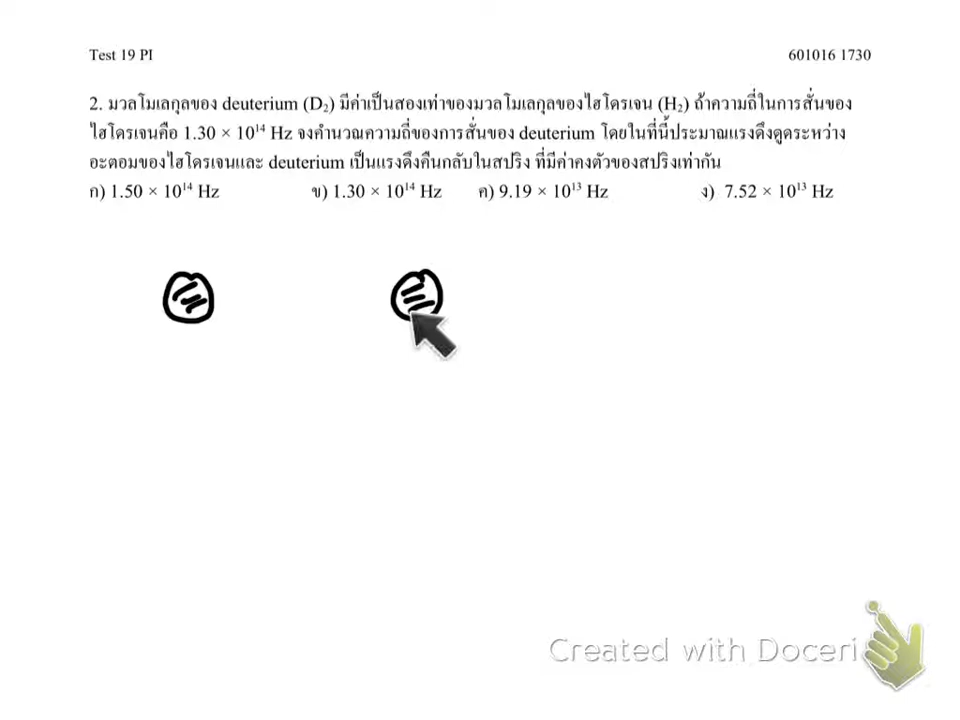 Test 19 PI 601016 1730
2. มวลโมเลกุลของ deuterium (D₂) มีค่าเป็นสองเท่าของมวลโมเลกุลของไฮโดรเจน (H₂) ถ้าความถี่ในการสั่นของ
ไฮโดรเจนคือ 1.30 × 10¹⁴ Hz จงคำนวณความถี่ของการสั่นของ deuterium โดยในที่นี้ประมาณแรงดึงดูดระหว่าง
อะตอมของไฮโดรเจนและ deuterium เป็นแรงดึงคืนกลับในสปริง ที่มีค่าคงตัวของสปริงเท่ากัน
ก) 1.50 × 10¹⁴ Hz ข) 1.30 × 10¹⁴ Hz ค) 9.19 × 10¹³ Hz ง) 7.52 × 10¹³ Hz
Created with Doceri